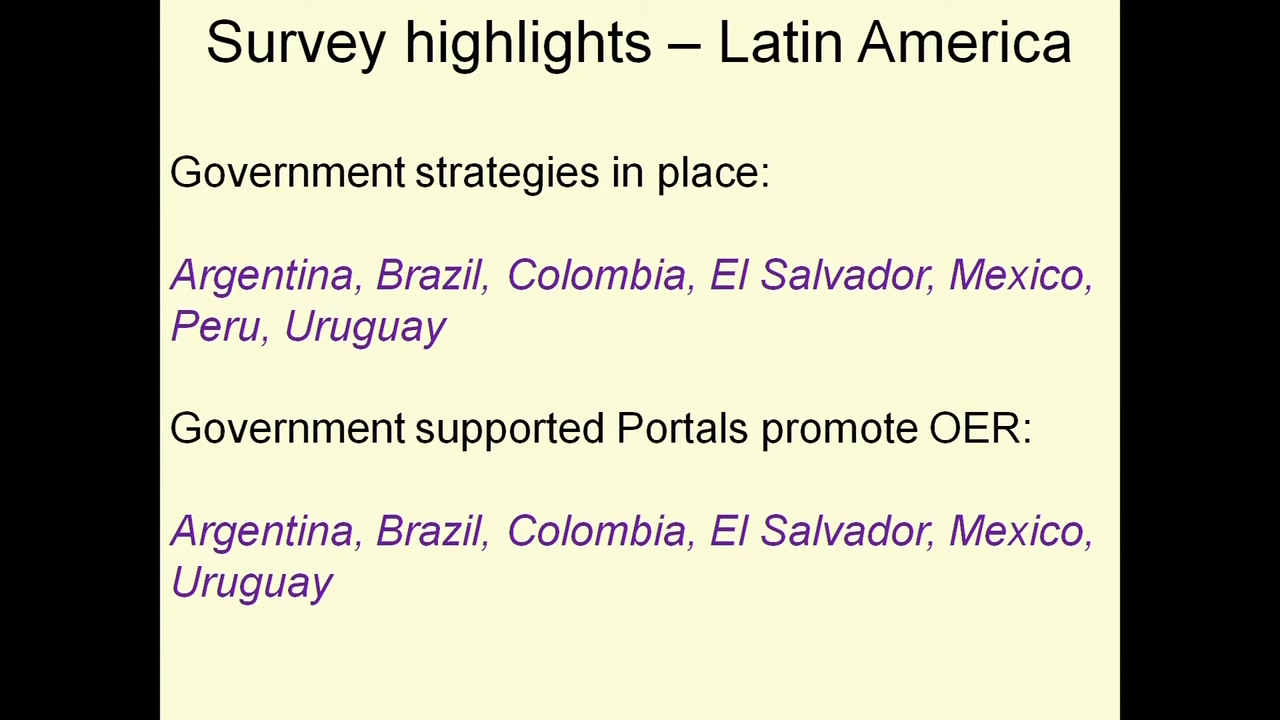 Survey highlights – Latin America
Government strategies in place:
Argentina, Brazil, Colombia, El Salvador, Mexico,
Peru, Uruguay
Government supported Portals promote OER:
Argentina, Brazil, Colombia, El Salvador, Mexico,
Uruguay